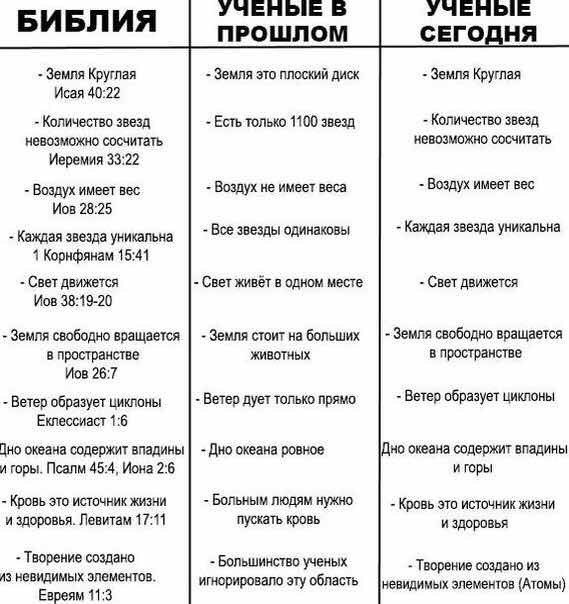 БИБЛИЯ
УЧЕНЫЕ В
ПРОШЛОМ
УЧЕНЫЕ
СЕГОДНЯ
- Земля Круглая
Исая 40:22
- Земля это плоский диск
- Земля Круглая
- Количество звезд
невозможно сосчитать
Иеремия 33:22
- Есть только 1100 звезд
- Количество звезд
невозможно сосчитать
- Воздух имеет вес
Иов 28:25
- Воздух не имеет веса
- Воздух имеет вес
- Каждая звезда уникальна
1 Корнфянам 15:41
- Все звезды одинаковы
- Каждая звезда уникальна
- Свет движется
Иов 38:19-20
- Свет живёт в одном месте
- Свет движется
- Земля свободно вращается
в пространстве
Иов 26:7
- Земля стоит на больших
животных
- Земля свободно вращается
в пространстве
- Ветер образует циклоны
Еклессиаст 1:6
- Ветер дует только прямо
- Ветер образует циклоны
Дно океана содержит впадины
и горы. Псалм 45:4, Иона 2:6
- Дно океана ровное
Дно океана содержит впадины
и горы
- Кровь это источник жизни
и здоровья. Левитам 17:11
- Больным людям нужно
пускать кровь
- Кровь это источник жизни
и здоровья
- Творение создано
из невидимых элементов.
Евреям 11:3
- Большинство ученых
игнорировало эту область
- Творение создано из
невидимых элементов (Атомы)